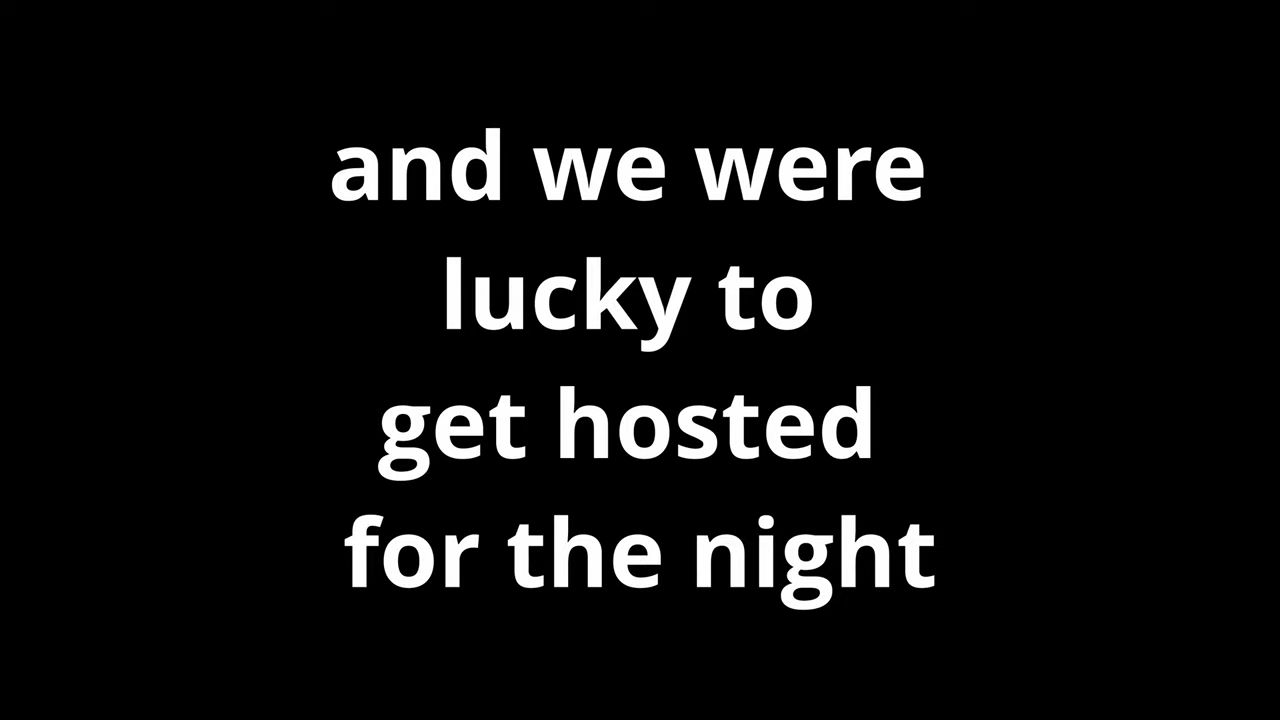 and we were
lucky to
get hosted
for the night